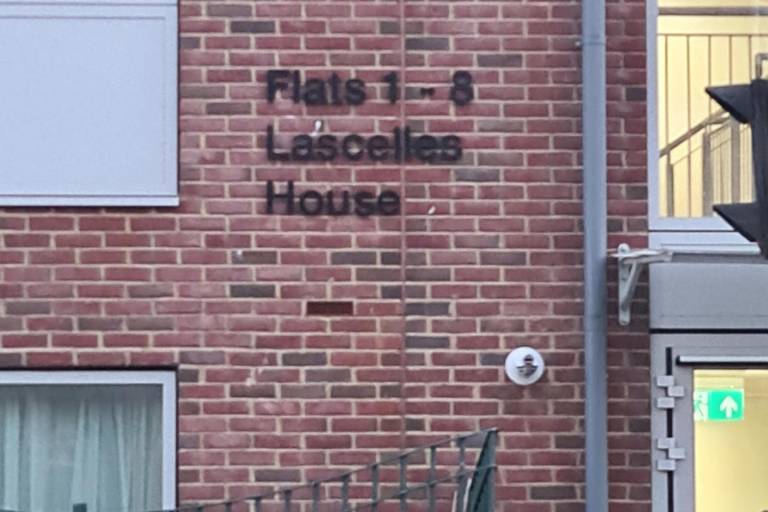 Flats 1 - 8
Lascelles
House